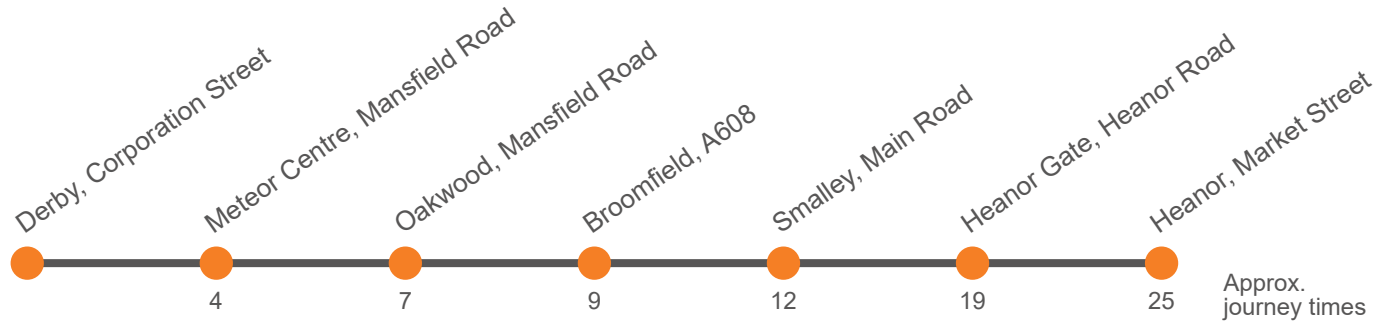 Derby, Corporation Street
Meteor Centre, Mansfield Road
Oakwood, Mansfield Road
Broomfield, A608
Smalley, Main Road
Heanor Gate, Heanor Road
Heanor, Market Street
4
7
9
12
19
25
Approx.
journey times